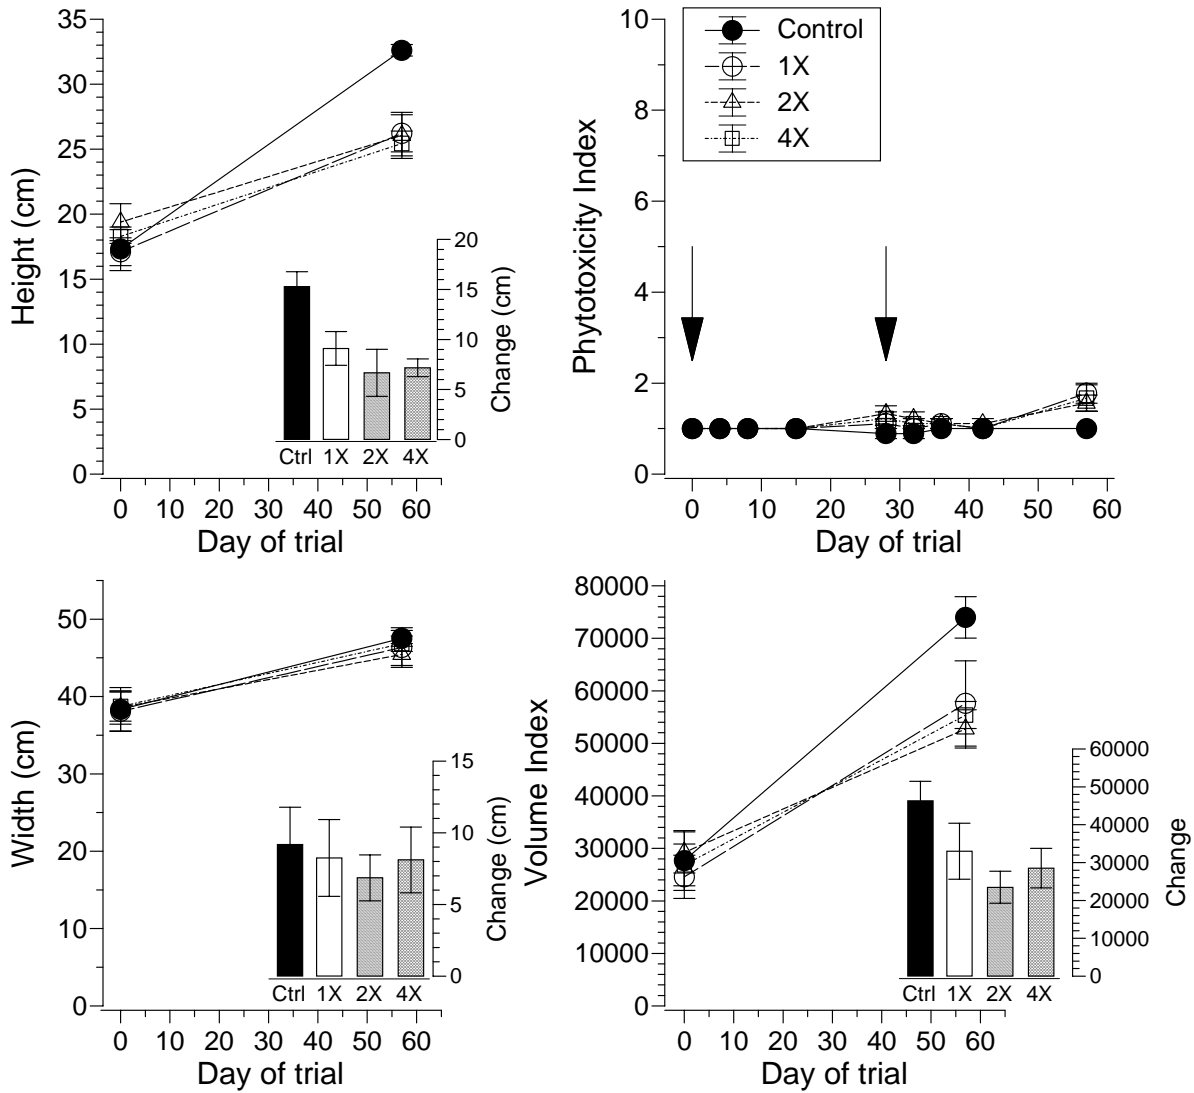 35
30
25
20
15
10
5
0
Height (cm)
0 10 20 30 40 50 60
Day of trial
20
15
10
5
0
Change (cm)
Ctrl 1X 2X 4X
10
8
6
4
2
0
Phytotoxicity Index
Control
1X
2X
4X
0 10 20 30 40 50 60
Day of trial
50
40
30
20
10
0
Width (cm)
0 10 20 30 40 50 60
Day of trial
15
10
5
0
Change (cm)
Ctrl 1X 2X 4X
80000
70000
60000
50000
40000
30000
20000
10000
0
Volume Index
0 10 20 30 40 50 60
Day of trial
60000
50000
40000
30000
20000
10000
0
Change
Ctrl 1X 2X 4X